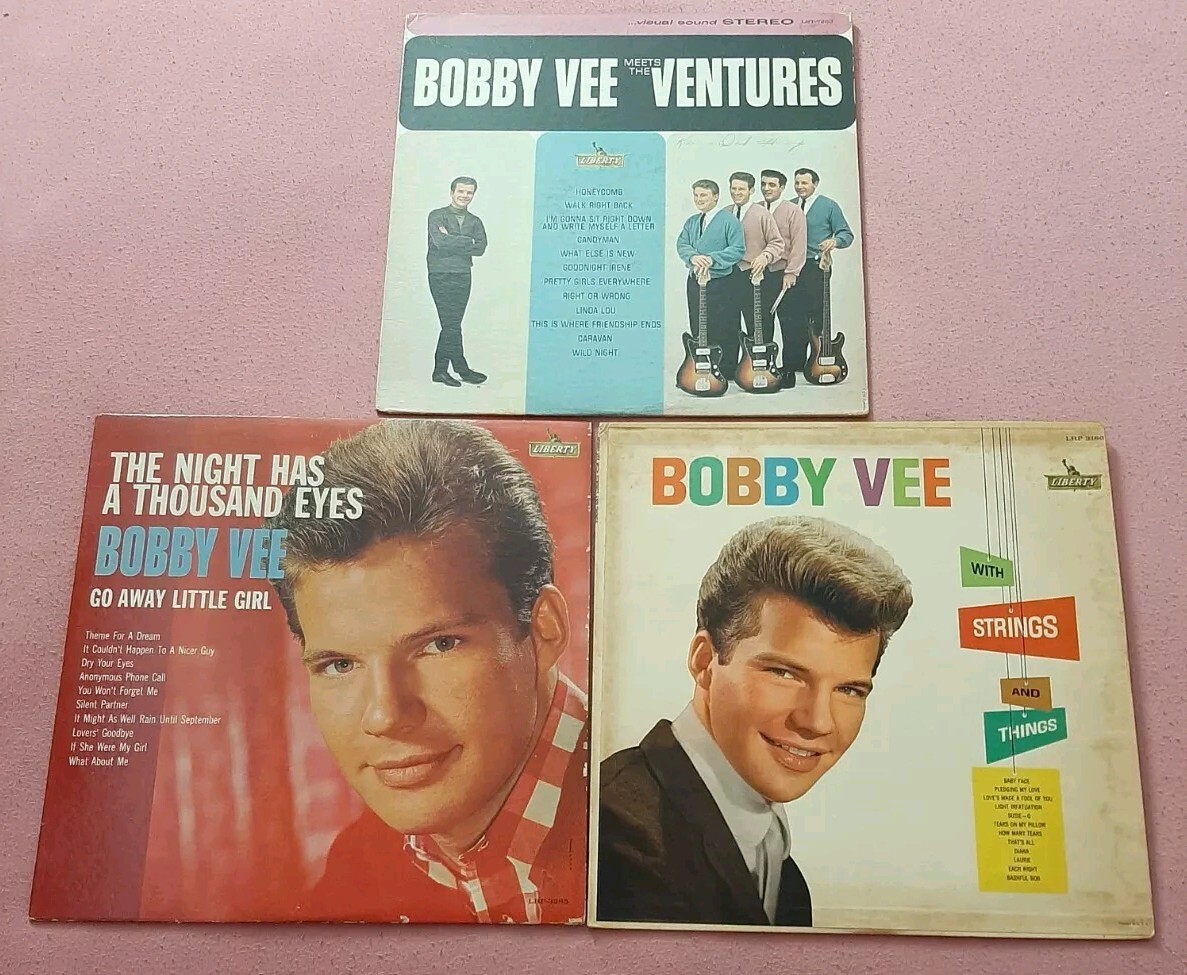 ...visual sound STEREO
BOBBY VEE MEETS THE VENTURES
LIBERTY
HONEYCOMB
WALK RIGHT BACK
I'M GONNA SIT RIGHT DOWN
AND WRITE MYSELF A LETTER
CANDYMAN
WHAT ELSE IS NEW
GOODNIGHT IRENE
PRETTY GIRLS EVERYWHERE
RIGHT OR WRONG
LINDA LOU
THIS IS WHERE FRIENDSHIP ENDS
CARAVAN
WILD NIGHT
LIBERTY
THE NIGHT HAS
A THOUSAND EYES
BOBBY VEE
GO AWAY LITTLE GIRL
Theme For A Dream
It Couldn't Happen To A Nicer Guy
Dry Your Eyes
Anonymous Phone Call
You Won't Forget Me
Silent Partner
It Might As Well Rain Until September
Lovers' Goodbye
If She Were My Girl
What About Me
LRP-3285
LRP 3186
BOBBY VEE
LIBERTY
WITH
STRINGS
AND
THINGS
BABY FACE
PLEDGING MY LOVE
LOVE'S MADE A FOOL OF YOU
LIGHT INFATUATION
SUSIE-Q
TEARS ON MY PILLOW
HOW MANY TEARS
THAT'S ALL
DIANA
LAURIE
EACH NIGHT
BASHFUL BOB